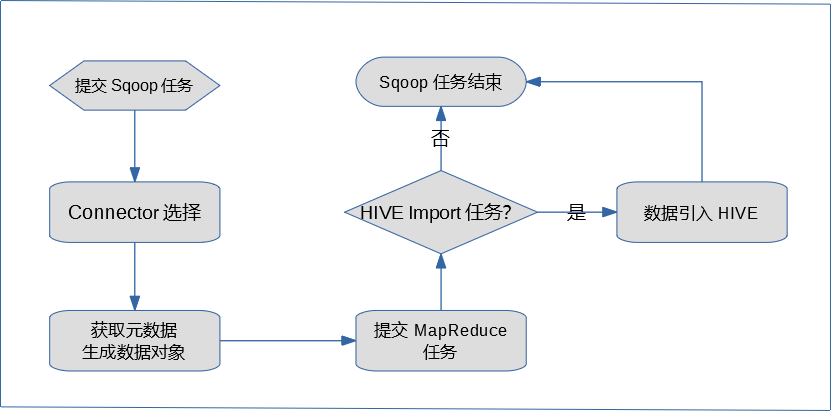 提交 Sqoop 任务
Connector 选择
获取元数据
生成数据对象
提交 MapReduce
任务
HIVE Import 任务?
否
是
Sqoop 任务结束
数据引入 HIVE